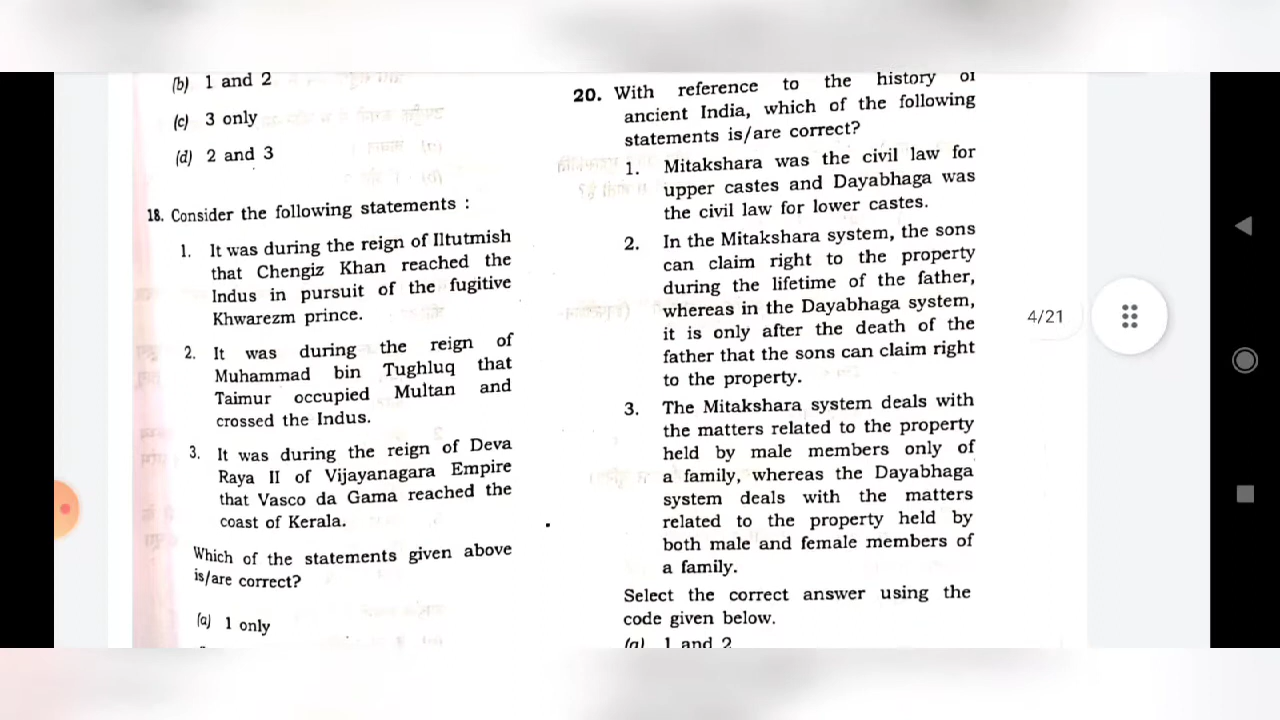 (b) 1 and 2
(c) 3 only
(d) 2 and 3
18. Consider the following statements :
1. It was during the reign of Iltutmish
that Chengiz Khan reached the
Indus in pursuit of the fugitive
Khwarezm prince.
2. It was during the reign of
Muhammad bin Tughluq that
Taimur occupied Multan and
crossed the Indus.
3. It was during the reign of Deva
Raya II of Vijayanagara Empire
that Vasco da Gama reached the
coast of Kerala.
Which of the statements given above
is/are correct?
(a) 1 only
20. With reference to the history of
ancient India, which of the following
statements is/are correct?
1. Mitakshara was the civil law for
upper castes and Dayabhaga was
the civil law for lower castes.
2. In the Mitakshara system, the sons
can claim right to the property
during the lifetime of the father,
whereas in the Dayabhaga system,
it is only after the death of the
father that the sons can claim right
to the property.
3. The Mitakshara system deals with
the matters related to the property
held by male members only of
a family, whereas the Dayabhaga
system deals with the matters
related to the property held by
both male and female members of
a family.
Select the correct answer using the
code given below.
(a) 1 and 2
4/21